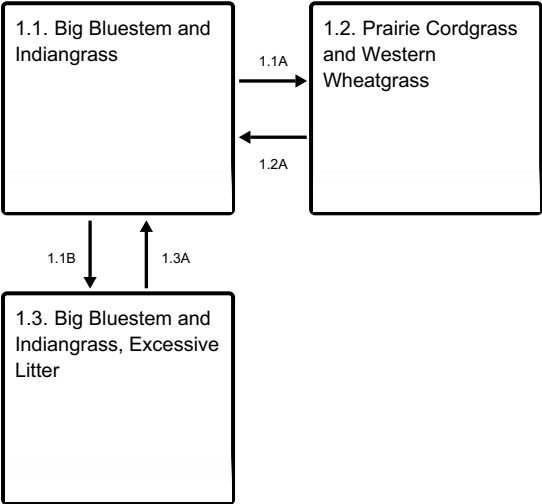 1.1. Big Bluestem and
Indiangrass
1.1A
1.2. Prairie Cordgrass
and Western
Wheatgrass
1.2A
1.1B
1.3A
1.3. Big Bluestem and
Indiangrass, Excessive
Litter